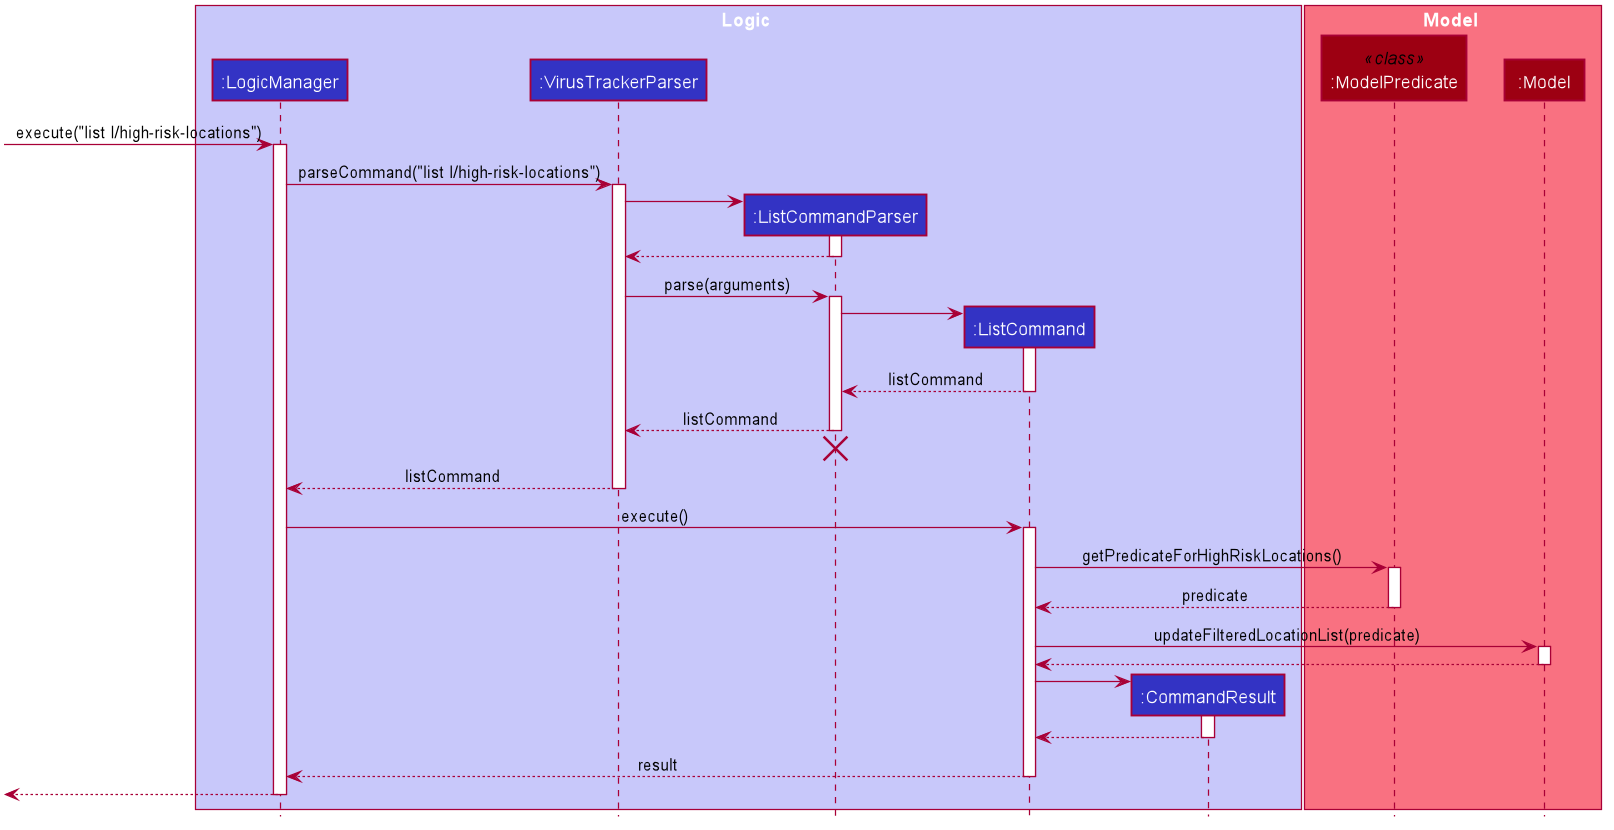 Logic
Model
«class»
:LogicManager
:VirusTrackerParser
:ModelPredicate
:Model
execute("list l/high-risk-locations")
parseCommand("list l/high-risk-locations")
:ListCommandParser
parse(arguments)
:ListCommand
listCommand
listCommand
listCommand
execute()
getPredicateForHighRiskLocations()
predicate
updateFilteredLocationList(predicate)
:CommandResult
result